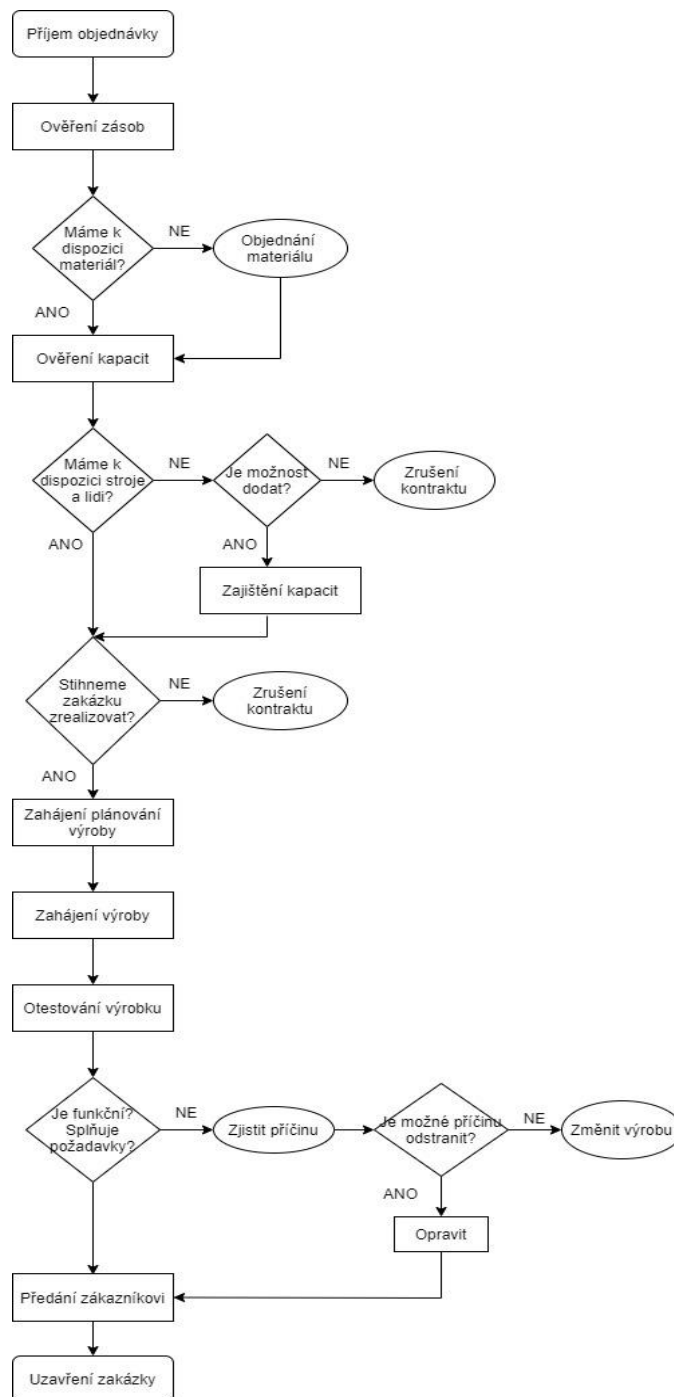 Příjem objednávky
Ověření zásob
Máme k
dispozici
materiál?
NE
Objednání
materiálu
ANO
Ověření kapacit
Máme k
dispozici stroje
a lidi?
NE
Je možnost
dodat?
NE
Zrušení
kontraktu
ANO
ANO
Zajištění kapacit
Stihneme
zakázku
zrealizovat?
NE
Zrušení
kontraktu
ANO
Zahájení plánování
výroby
Zahájení výroby
Otestování výrobku
Je funkční?
Splňuje
požadavky?
NE
Zjistit příčinu
Je možné příčinu
odstranit?
NE
Změnit výrobu
ANO
Opravit
Předání zákazníkovi
Uzavření zakázky